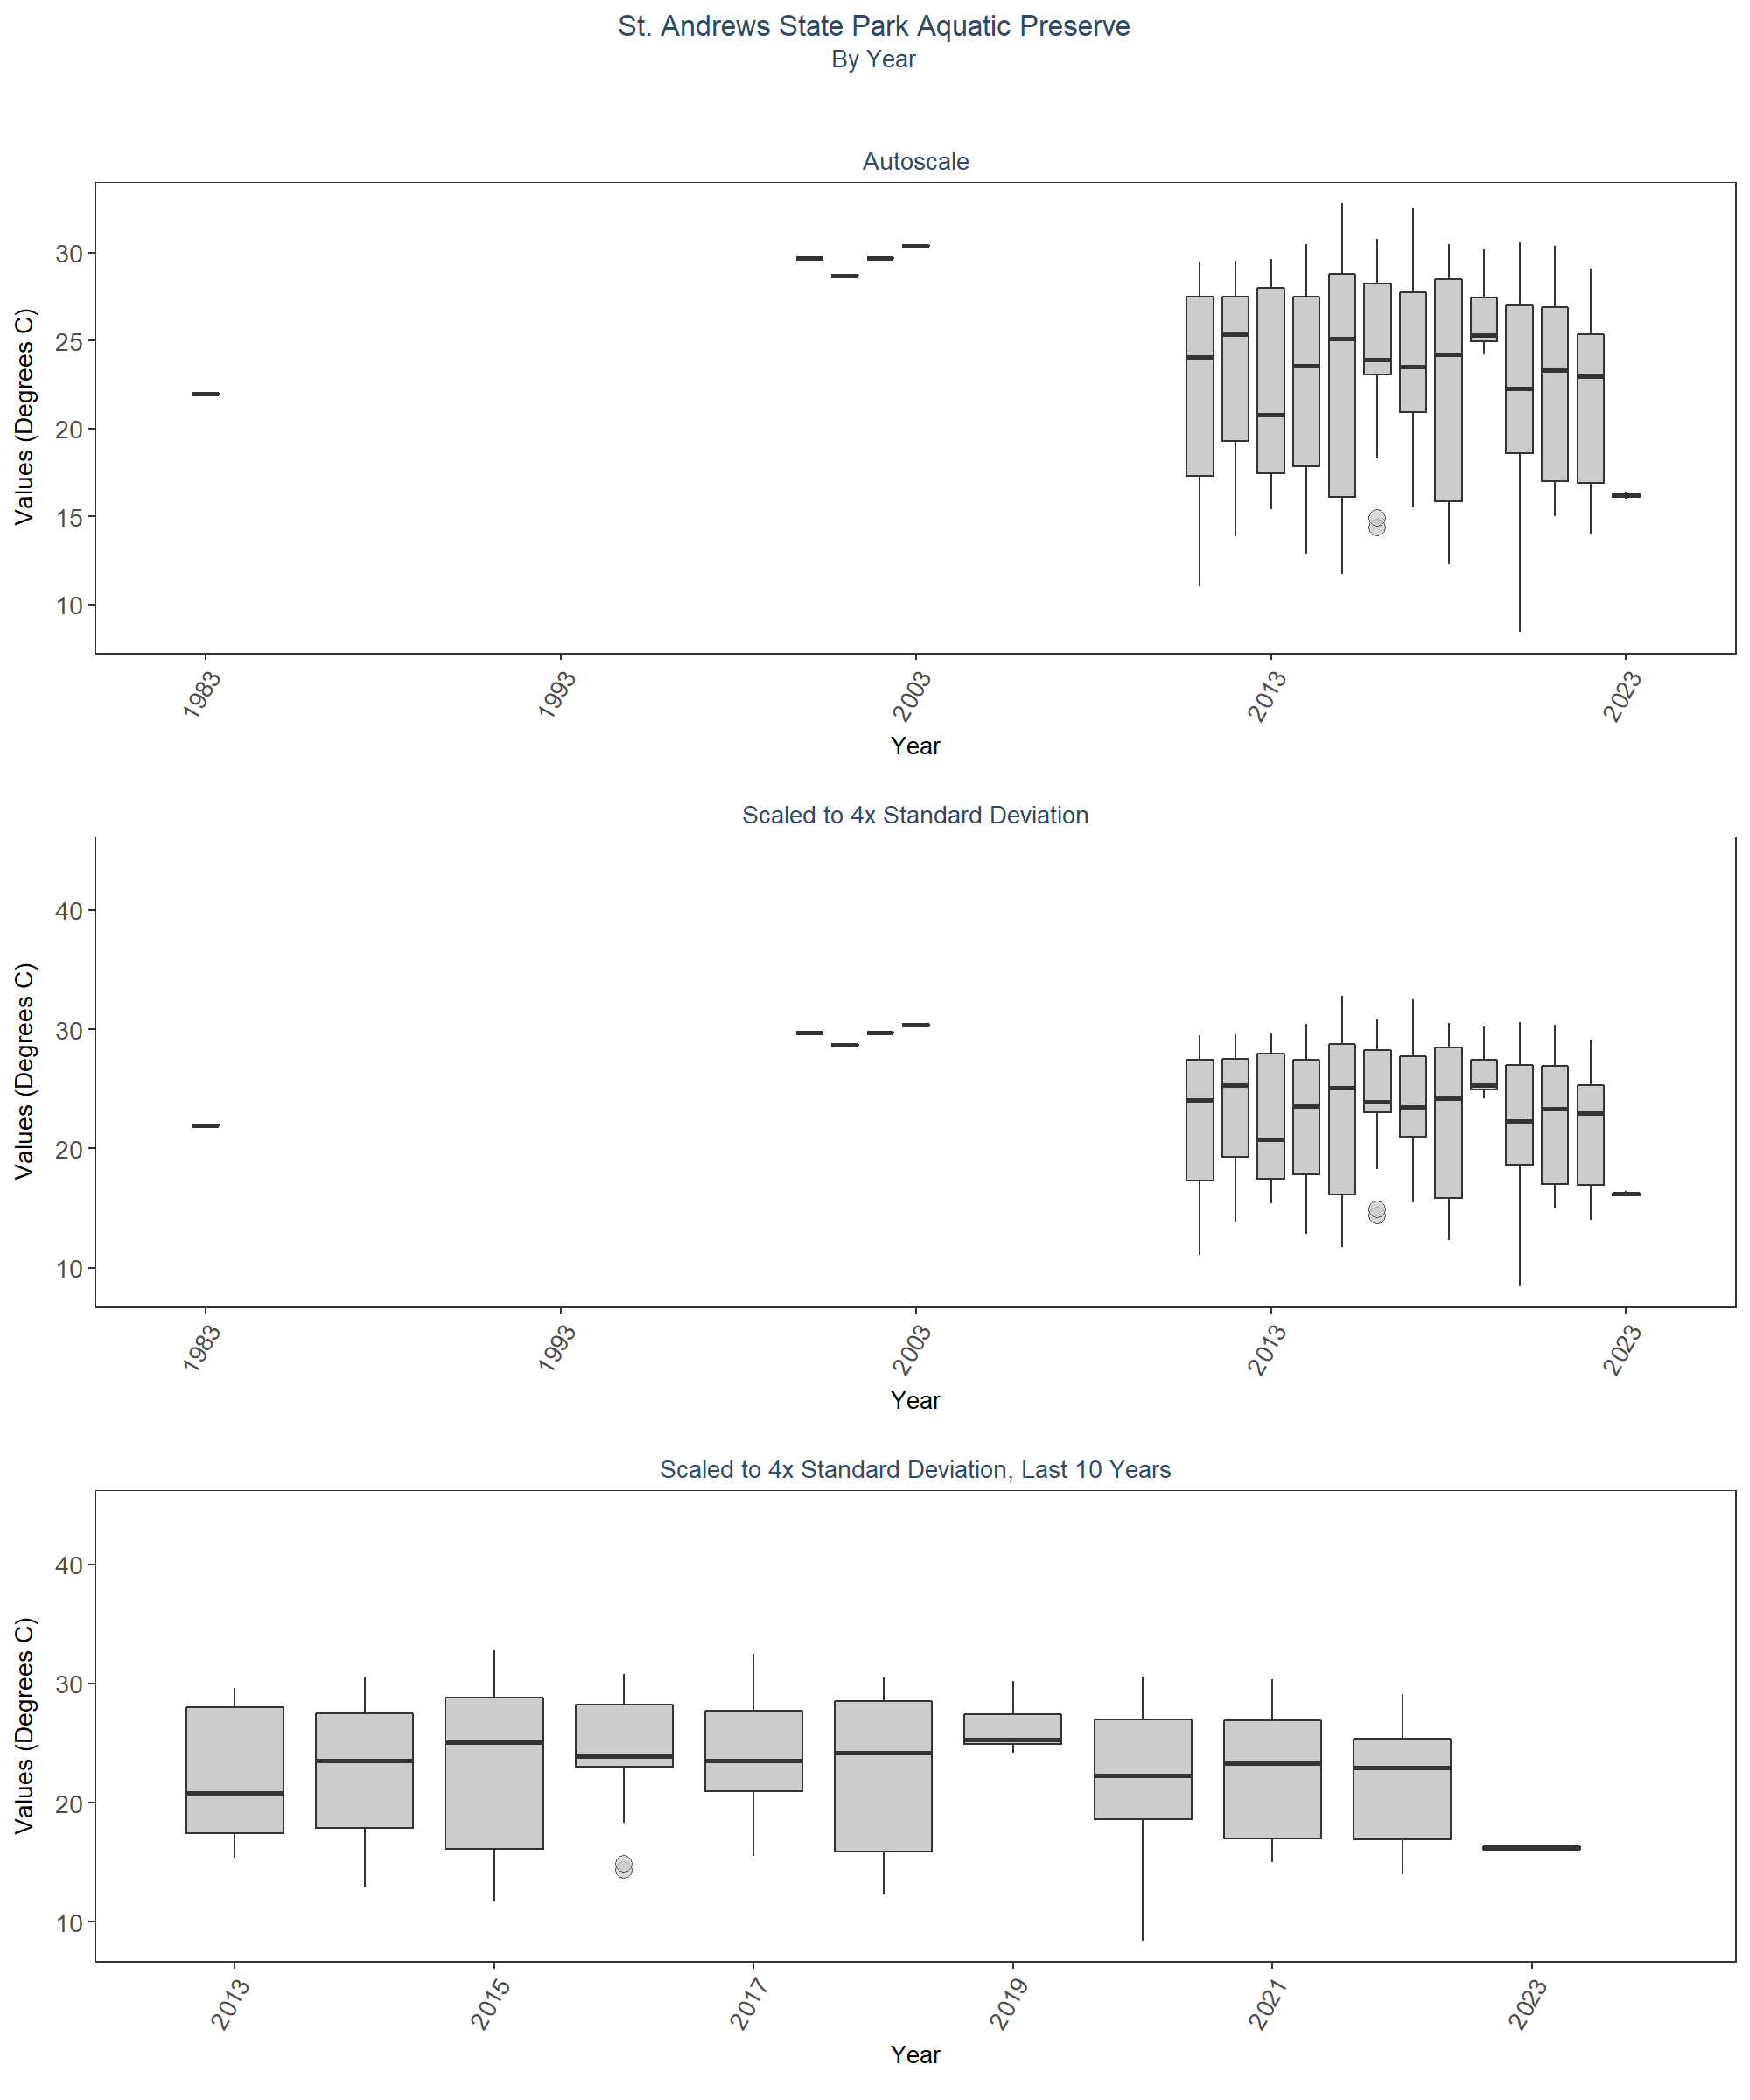 St. Andrews State Park Aquatic Preserve
By Year
Autoscale
Values (Degrees C)
30
25
20
15
10
1983
1993
2003
2013
2023
Year
Scaled to 4x Standard Deviation
Values (Degrees C)
40
30
20
10
1983
1993
2003
2013
2023
Year
Scaled to 4x Standard Deviation, Last 10 Years
Values (Degrees C)
40
30
20
10
2013
2015
2017
2019
2021
2023
Year